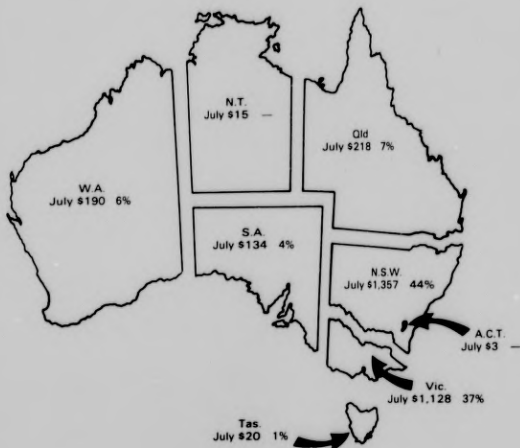 N.T.
July $15 —
Qld
July $218 7%
W.A.
July $190 6%
S.A.
July $134 4%
N.S.W.
July $1,357 44%
A.C.T.
July $3 —
Vic.
July $1,128 37%
Tas.
July $20 1%